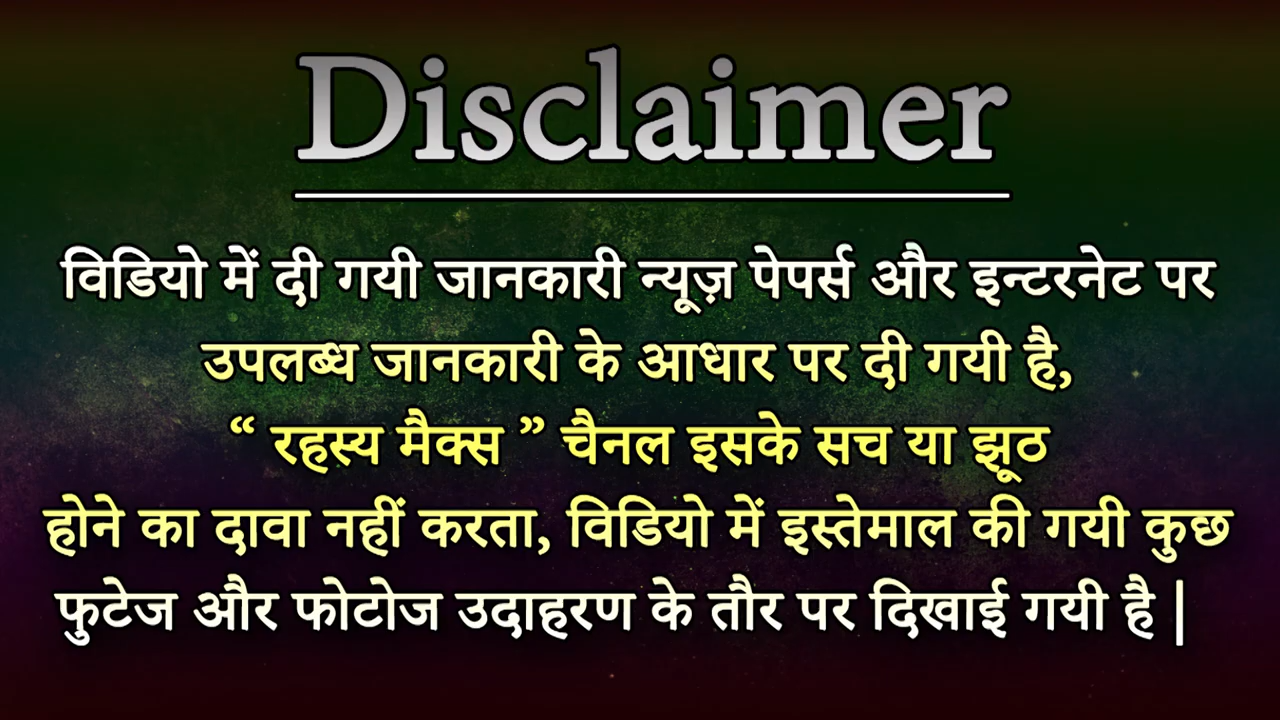 Disclaimer
विडियो में दी गयी जानकारी न्यूज़ पेपर्स और इन्टरनेट पर
उपलब्ध जानकारी के आधार पर दी गयी है,
“ रहस्य मैक्स ” चैनल इसके सच या झूठ
होने का दावा नहीं करता, विडियो में इस्तेमाल की गयी कुछ
फुटेज और फोटोज उदाहरण के तौर पर दिखाई गयी है |